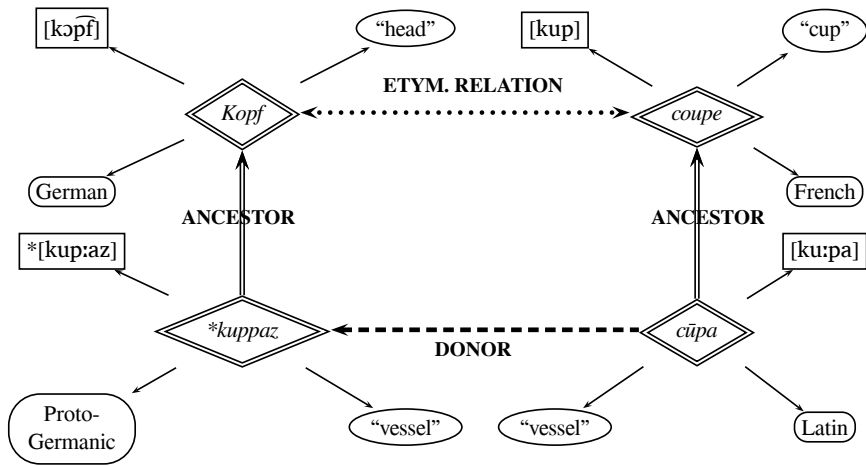 [kɔp͡f]
“head”
[kup]
“cup”
ETYM. RELATION
Kopf
coupe
German
French
ANCESTOR
ANCESTOR
*[kupːaz]
[kuːpa]
*kuppaz
cūpa
DONOR
Proto-
Germanic
“vessel”
“vessel”
Latin